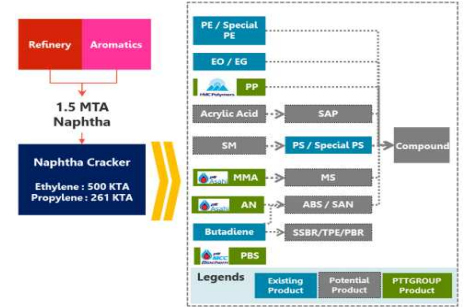 Refinery
Aromatics
1.5 MTA
Naphtha
Naphtha Cracker
Ethylene : 500 KTA
Propylene : 261 KTA
PE / Special
PE
EO / EG
HMC Polymers
PP
Acrylic Acid
SAP
SM
PS / Special PS
Compound
MMA
MS
AN
ABS / SAN
Butadiene
SSBR/TPE/PBR
PBS
Legends
Existing
Product
Potential
Product
PTTGROUP
Product